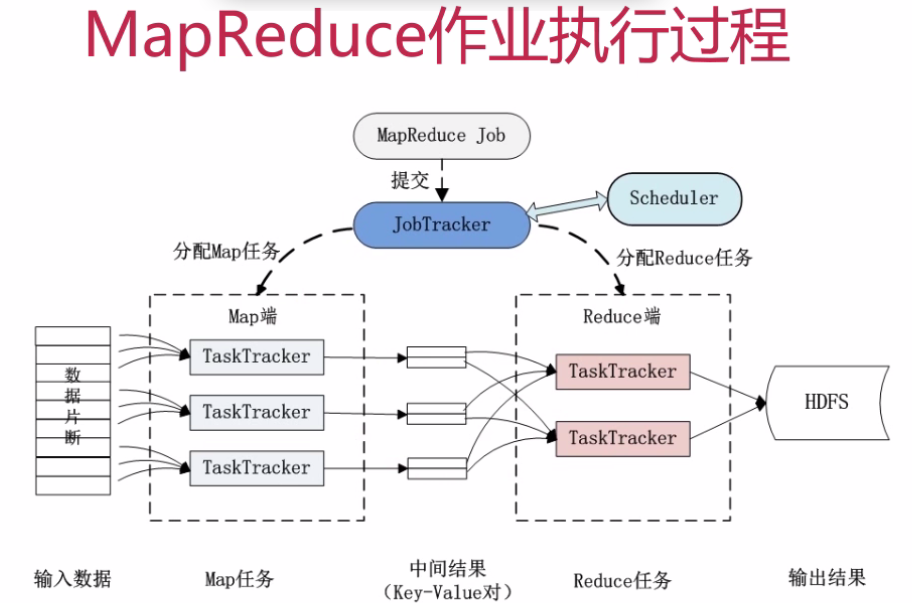 MapReduce作业执行过程
MapReduce Job
提交
JobTracker
Scheduler
分配Map任务
分配Reduce任务
Map端
Reduce端
数据片断
TaskTracker
TaskTracker
TaskTracker
TaskTracker
TaskTracker
HDFS
输入数据
Map任务
中间结果
（Key-Value对）
Reduce任务
输出结果